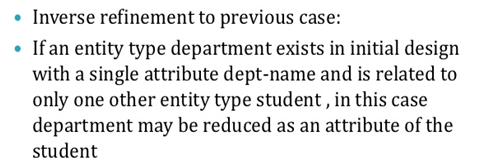 • Inverse refinement to previous case:
• If an entity type department exists in initial design
with a single attribute dept-name and is related to
only one other entity type student , in this case
department may be reduced as an attribute of the
student